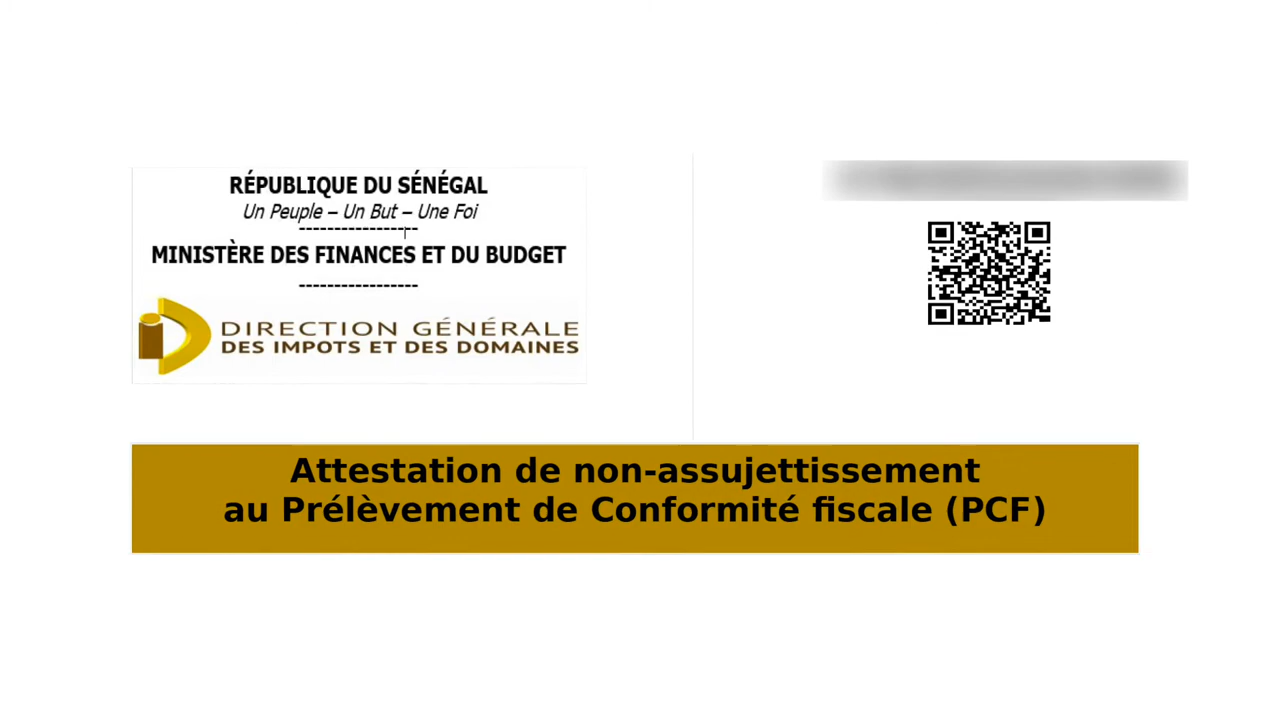 RÉPUBLIQUE DU SÉNÉGAL
Un Peuple – Un But – Une Foi
-----------------
MINISTÈRE DES FINANCES ET DU BUDGET
-----------------
DIRECTION GÉNÉRALE
DES IMPOTS ET DES DOMAINES
Attestation de non-assujettissement
au Prélèvement de Conformité fiscale (PCF)